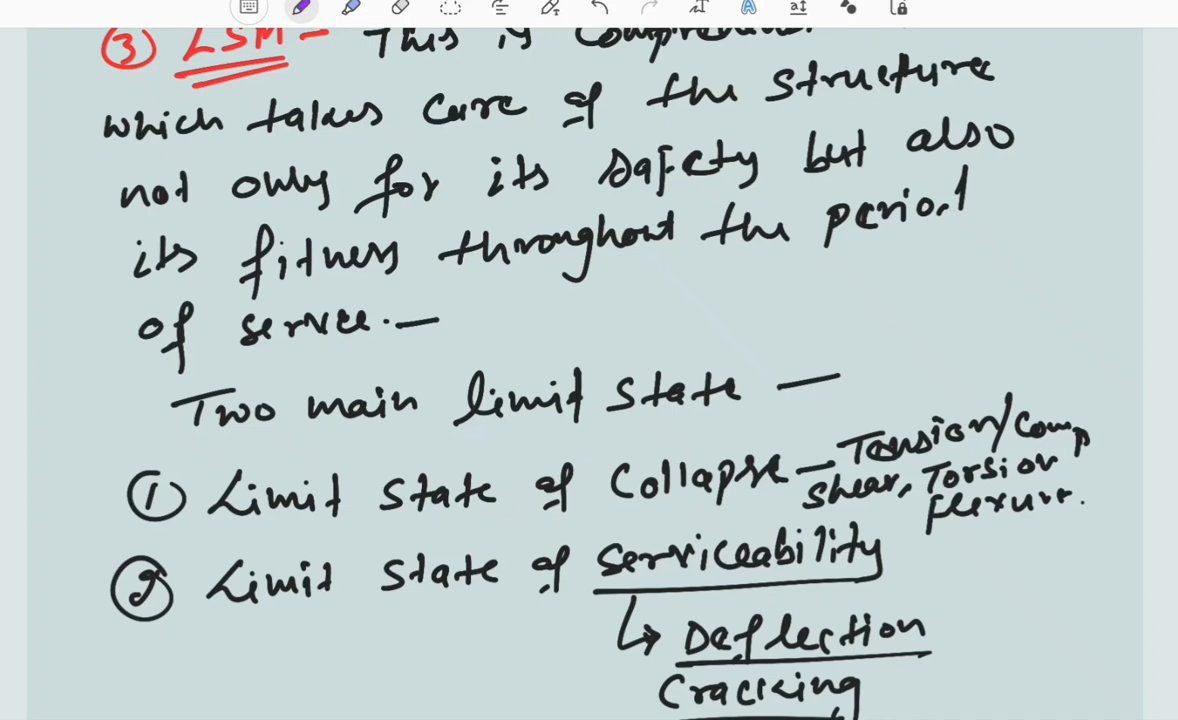 ③ LSM - This is
which takes care of the structure
not only for its safety but also
its fitness throughout the period
of servce. —
Two main limit state —
① Limit state of Collapse — Tension/Comp
Shear, Torsion
flexure.
② Limit state of serviceability
↳ Deflection
Cracking